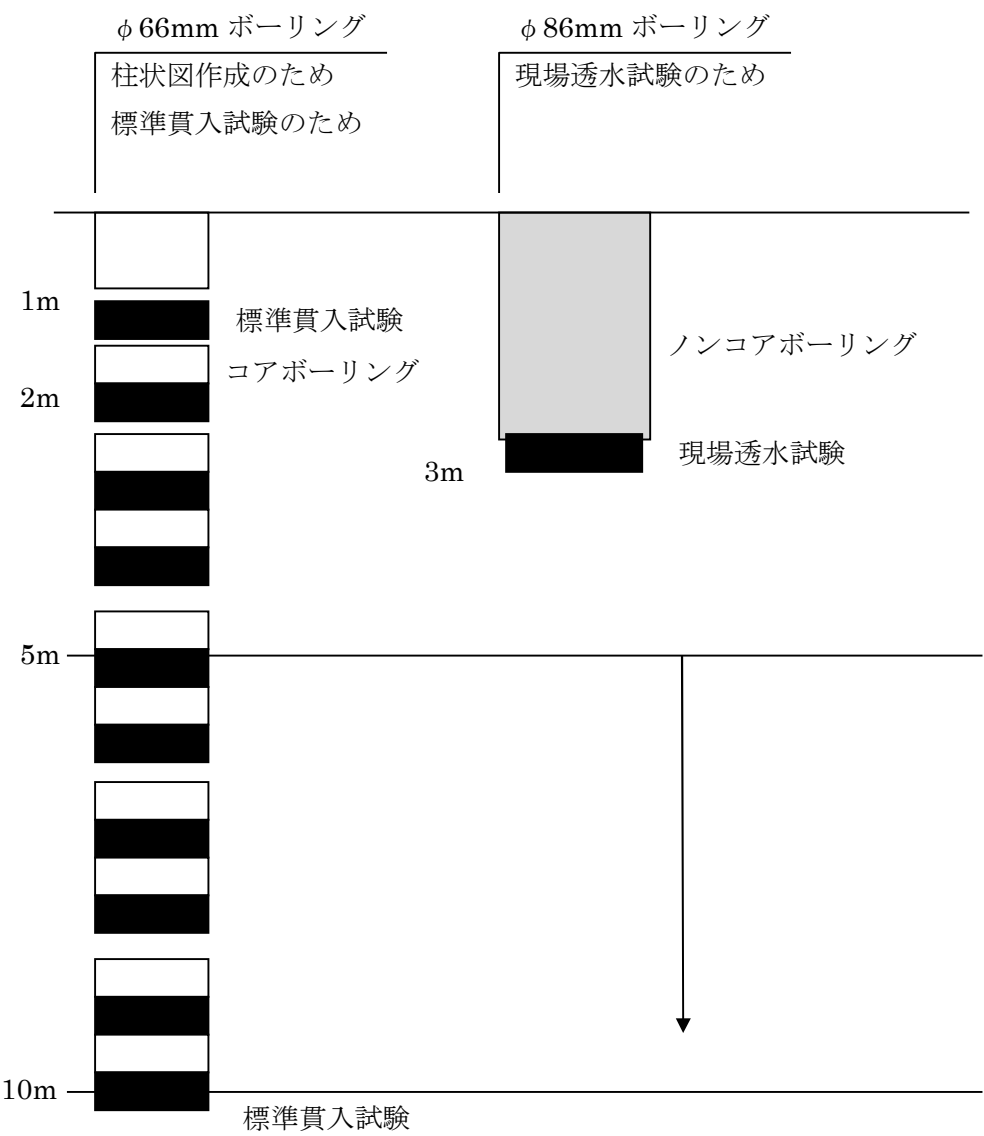 φ66mm ボーリング
柱状図作成のため
標準貫入試験のため
φ86mm ボーリング
現場透水試験のため
1m
標準貫入試験
コアボーリング
2m
ノンコアボーリング
現場透水試験
3m
5m
10m
標準貫入試験